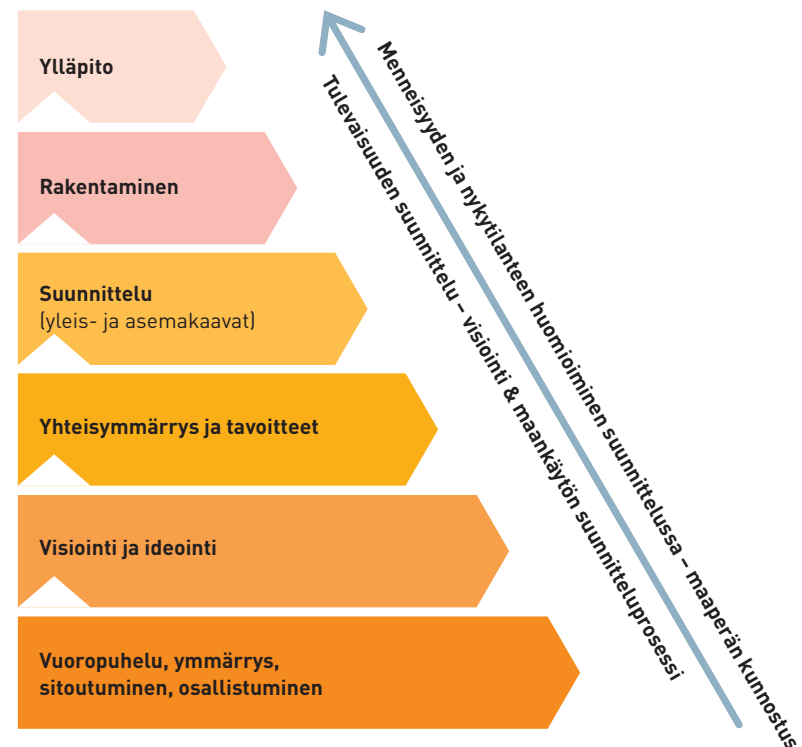 Ylläpito
Rakentaminen
Suunnittelu
(yleis- ja asemakaavat)
Yhteisymmärrys ja tavoitteet
Visiointi ja ideointi
Vuoropuhelu, ymmärrys,
sitoutuminen, osallistuminen
Tulevaisuuden suunnittelu – visiointi & maankäytön suunnitteluprosessi
Menneisyyden ja nykytilanteen huomioiminen suunnittelussa – maaperän kunnostus